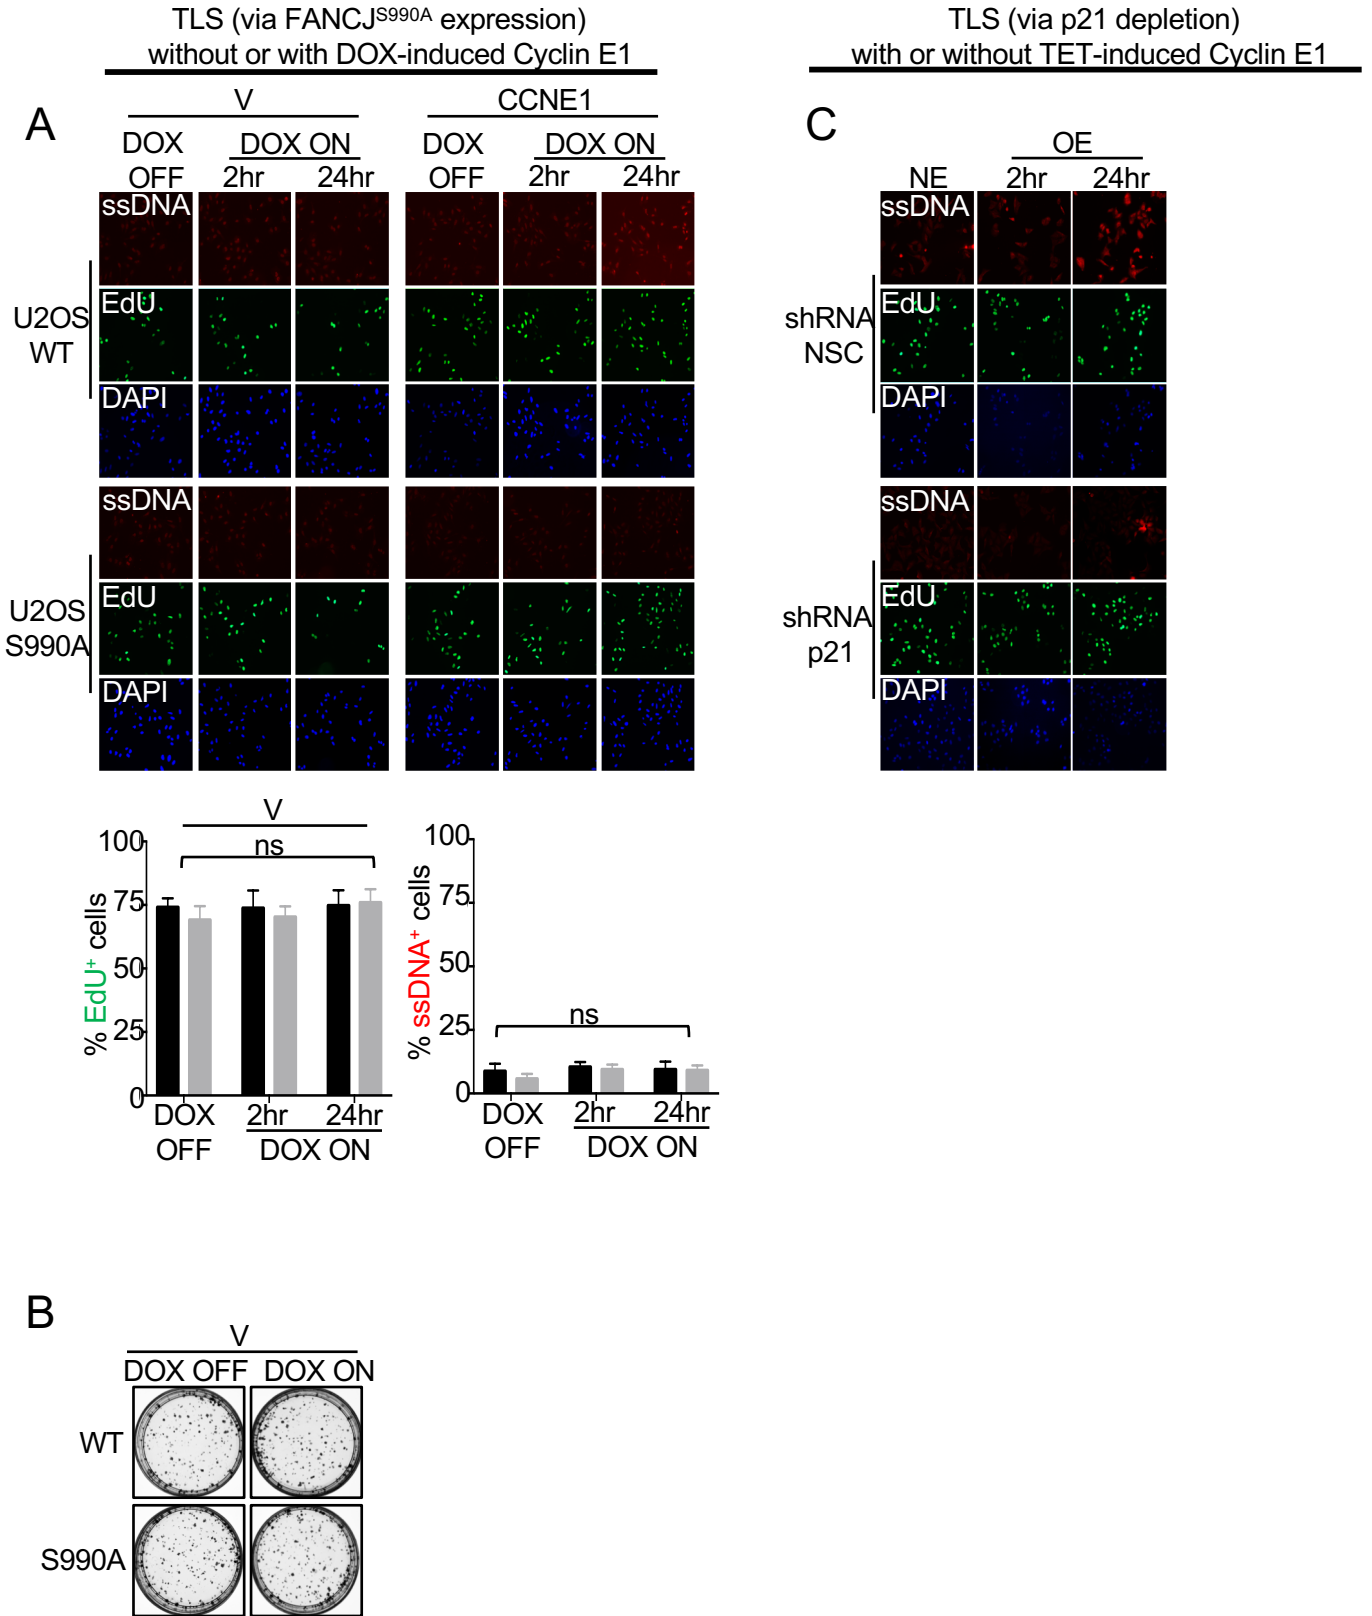 TLS (via FANCJS990A expression)
without or with DOX-induced Cyclin E1
TLS (via p21 depletion)
with or without TET-induced Cyclin E1
A
V
CCNE1
DOX OFF
DOX ON
2hr
24hr
DOX OFF
DOX ON
2hr
24hr
U2OS
WT
ssDNA
EdU
DAPI
U2OS
S990A
ssDNA
EdU
DAPI
C
NE
OE
2hr
24hr
shRNA
NSC
ssDNA
EdU
DAPI
shRNA
p21
ssDNA
EdU
DAPI
V
ns
% EdU+ cells
100
75
50
25
0
DOX
OFF
2hr
24hr
DOX ON
ns
% ssDNA+ cells
100
75
50
25
0
DOX
OFF
2hr
24hr
DOX ON
B
V
DOX OFF
DOX ON
WT
S990A